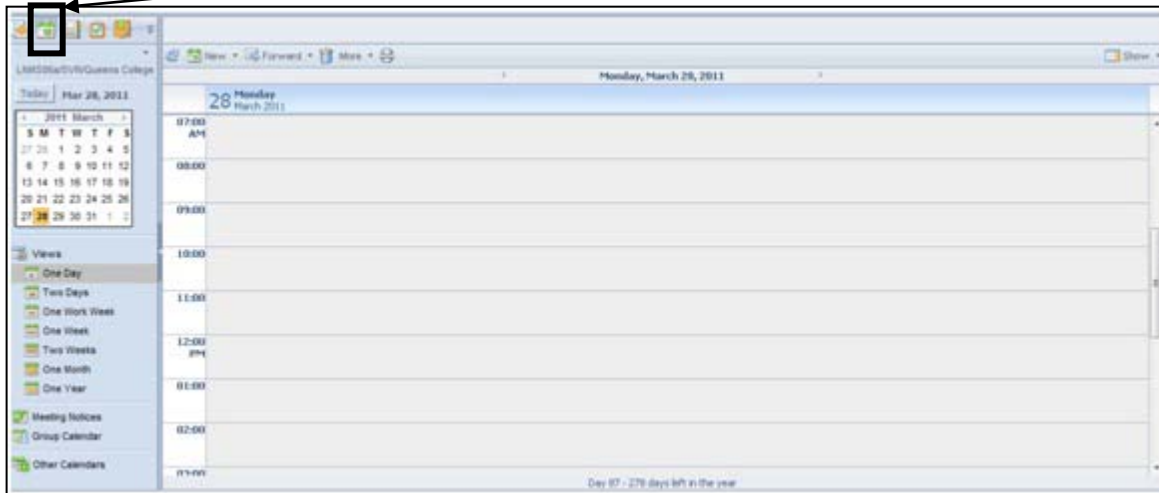 New Forward More Show
Monday, March 28, 2011
Queens College
Today Mar 28, 2011
28 Monday
March 2011
2011 March
S M T W T F S
27 28 1 2 3 4 5
6 7 8 9 10 11 12
13 14 15 16 17 18 19
20 21 22 23 24 25 26
27 28 29 30 31 1 2
Views
One Day
Two Days
One Work Week
One Week
Two Weeks
One Month
One Year
Meeting Notices
Group Calendar
Other Calendars
07:00
AM
08:00
09:00
10:00
11:00
12:00
PM
01:00
02:00
03:00
Day 87 - 278 days left in the year